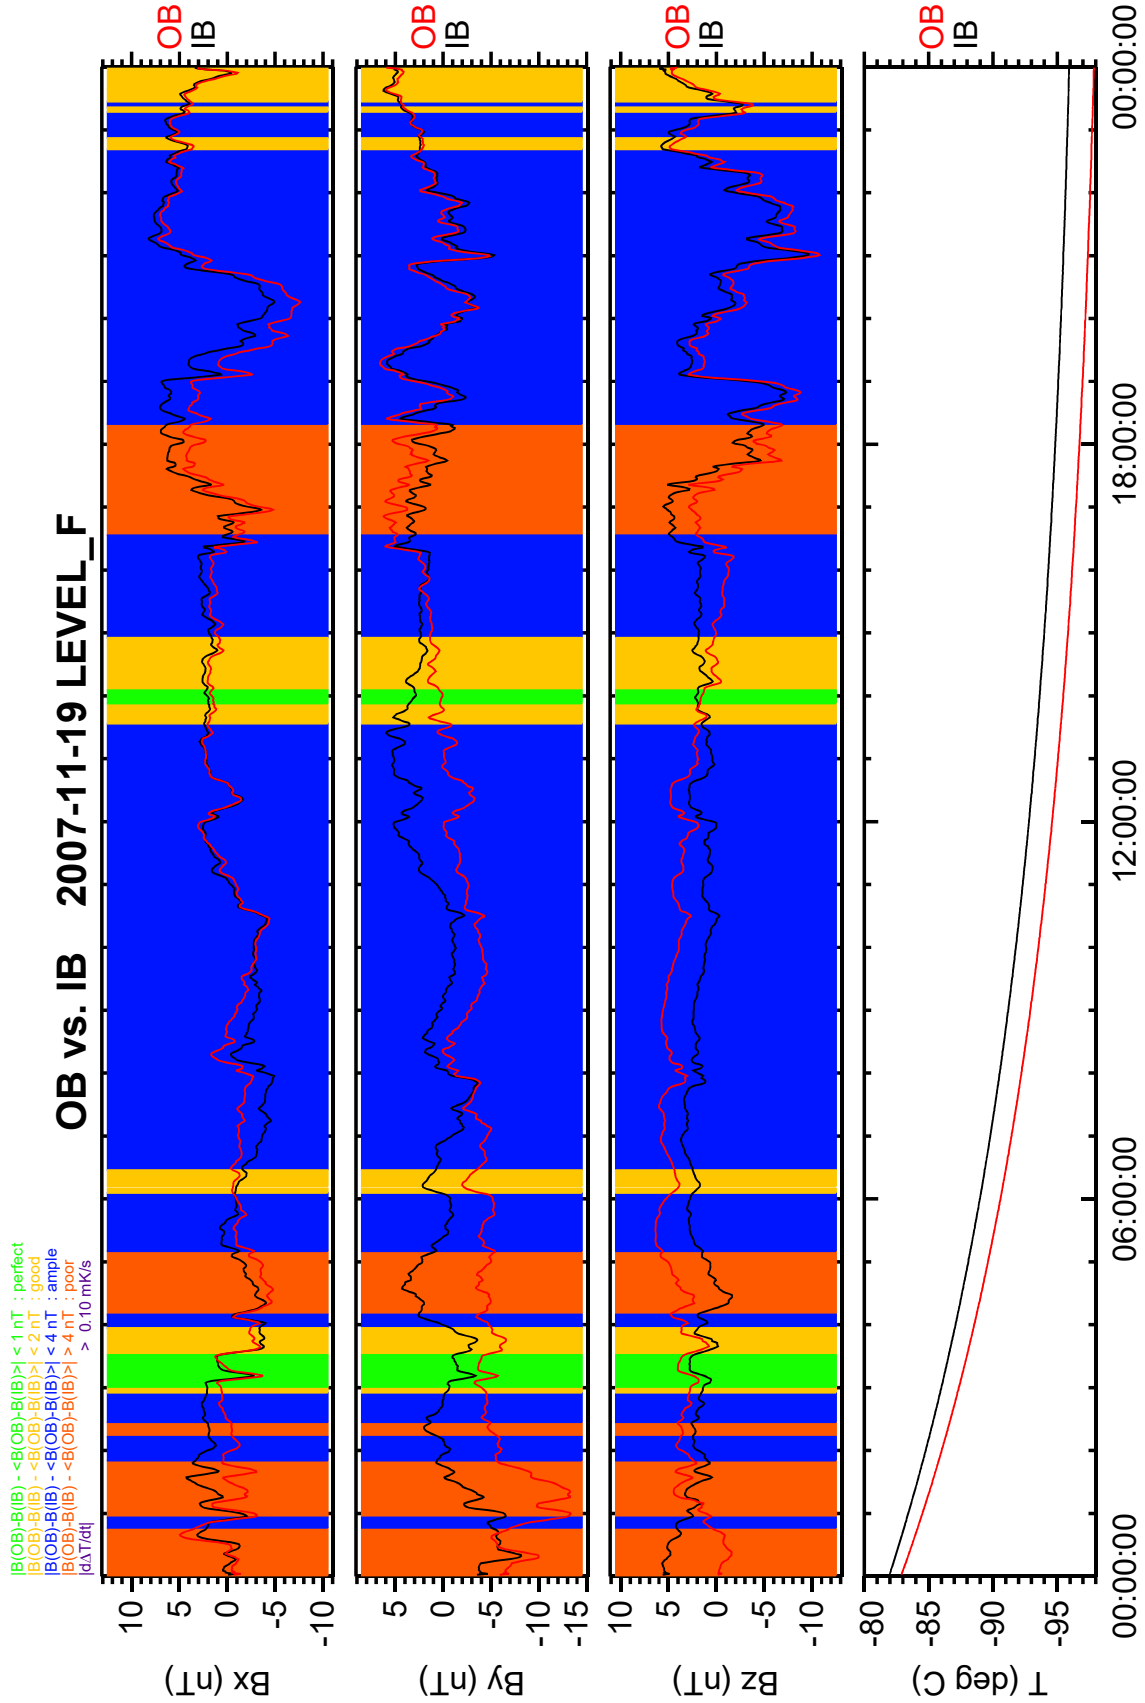 |B(OB)-B(IB) - <B(OB)-B(IB)>| < 1 nT : perfect
|B(OB)-B(IB) - <B(OB)-B(IB)>| < 2 nT : good
|B(OB)-B(IB) - <B(OB)-B(IB)>| < 4 nT : ample
|B(OB)-B(IB) - <B(OB)-B(IB)>| > 4 nT : poor
|dΔT/dt| > 0.10 mK/s
OB vs. IB 2007-11-19 LEVEL_F
Bx (nT)
10
5
0
-5
-10
OB
IB
By (nT)
5
0
-5
-10
-15
OB
IB
Bz (nT)
10
5
0
-5
-10
OB
IB
T (deg C)
-80
-85
-90
-95
OB
IB
00:00:00
06:00:00
12:00:00
18:00:00
00:00:00